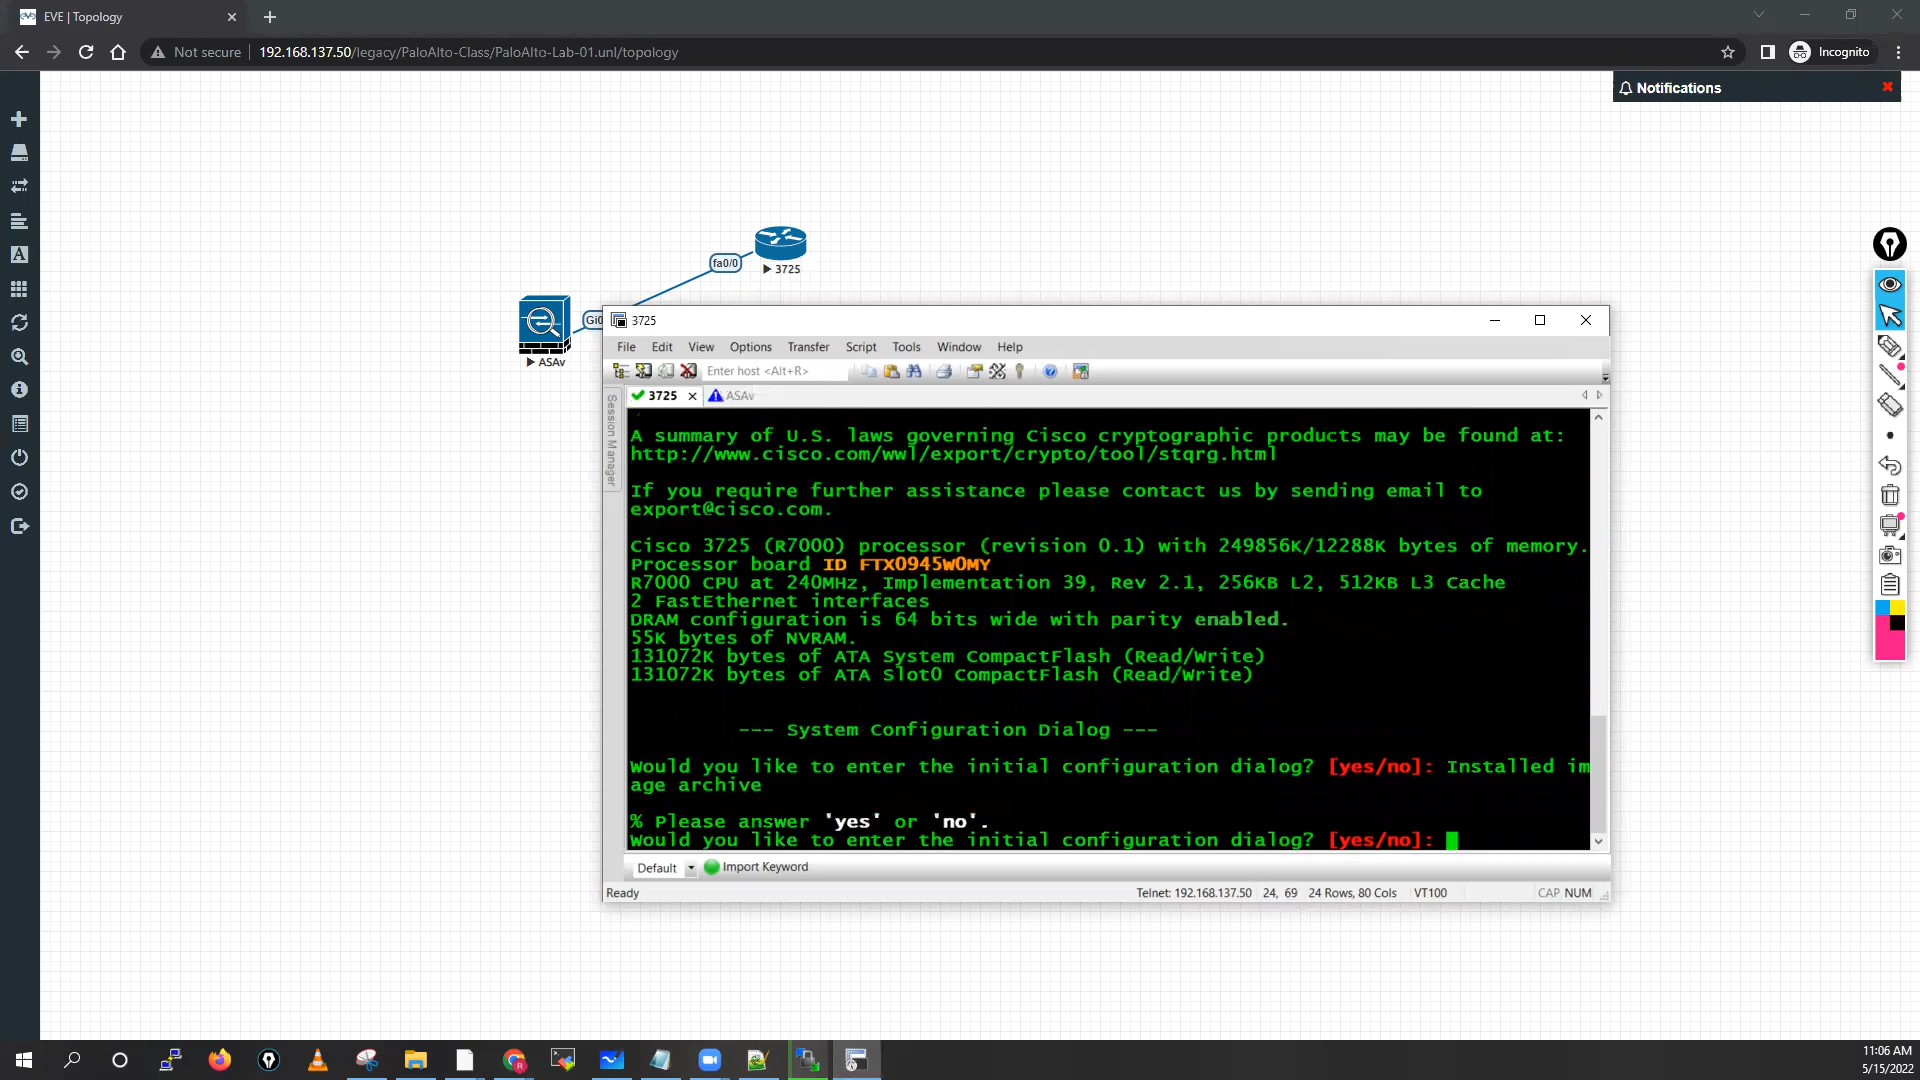 EVE | Topology
Not secure
192.168.137.50/legacy/PaloAlto-Class/PaloAlto-Lab-01.unl/topology
Incognito
Notifications
fa0/0
3725
ASAv
3725
File Edit View Options Transfer Script Tools Window Help
Enter host <Alt+R>
3725
ASAv
Session Manager
A summary of U.S. laws governing Cisco cryptographic products may be found at:
http://www.cisco.com/wwl/export/crypto/tool/stqrg.html
If you require further assistance please contact us by sending email to
export@cisco.com.
Cisco 3725 (R7000) processor (revision 0.1) with 249856K/12288K bytes of memory.
Processor board ID FTX0945W0MY
R7000 CPU at 240MHz, Implementation 39, Rev 2.1, 256KB L2, 512KB L3 Cache
2 FastEthernet interfaces
DRAM configuration is 64 bits wide with parity enabled.
55K bytes of NVRAM.
131072K bytes of ATA System CompactFlash (Read/Write)
131072K bytes of ATA Slot0 CompactFlash (Read/Write)
--- System Configuration Dialog ---
Would you like to enter the initial configuration dialog? [yes/no]: Installed im
age archive
% Please answer 'yes' or 'no'.
Would you like to enter the initial configuration dialog? [yes/no]:
Default
Import Keyword
Ready
Telnet: 192.168.137.50 24, 69 24 Rows, 80 Cols VT100 CAP NUM
11:06 AM
5/15/2022